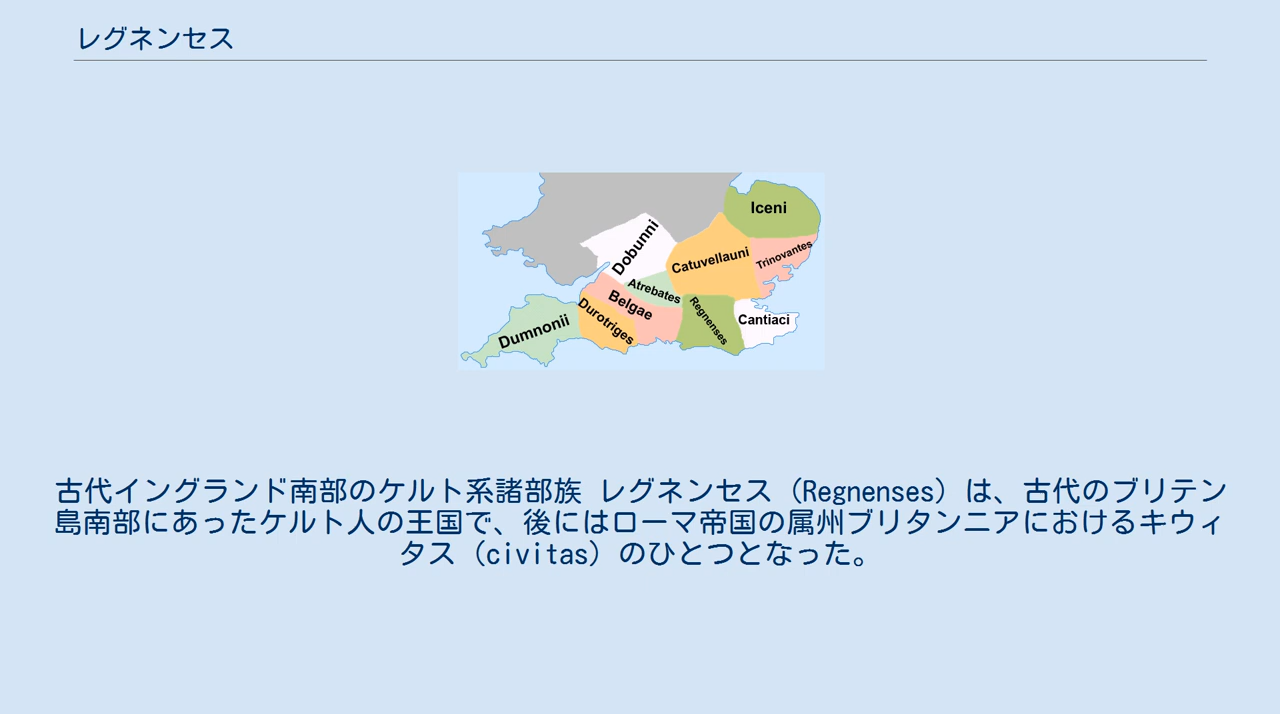 レグネンセス
Iceni
Dobunni
Catuvellauni
Trinovantes
Atrebates
Belgae
Regnenses
Cantiaci
Durotriges
Dumnonii
古代イングランド南部のケルト系諸部族 レグネンセス（Regnenses）は、古代のブリテン
島南部にあったケルト人の王国で、後にはローマ帝国の属州ブリタンニアにおけるキウィ
タス（civitas）のひとつとなった。